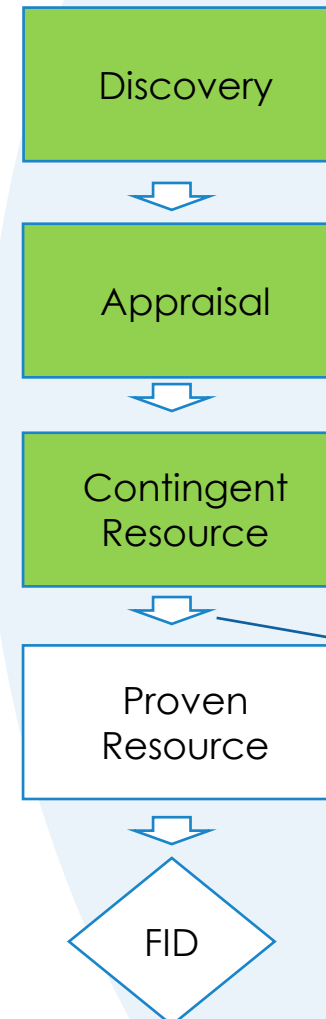 Discovery
Appraisal
Contingent
Resource
Proven
Resource
FID